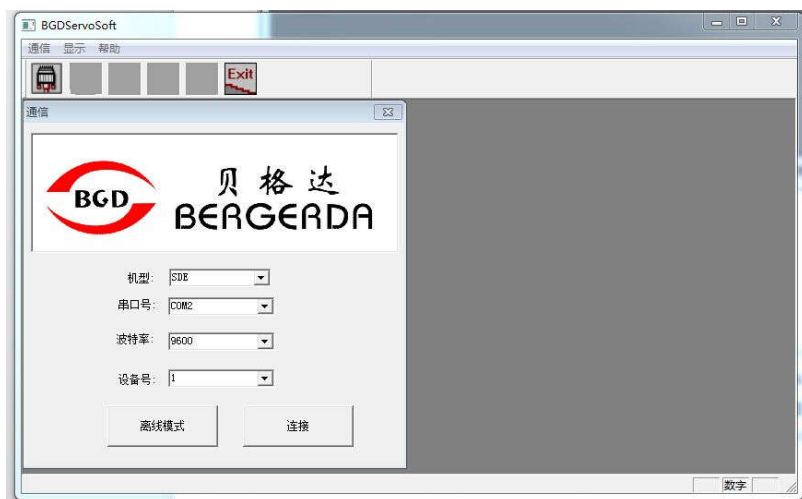 BGDServoSoft
通信 显示 帮助
Exit
通信
BGD
贝格达
BERGERDA
机型: SDE
串口号: COM2
波特率: 9600
设备号: 1
离线模式 连接
数字